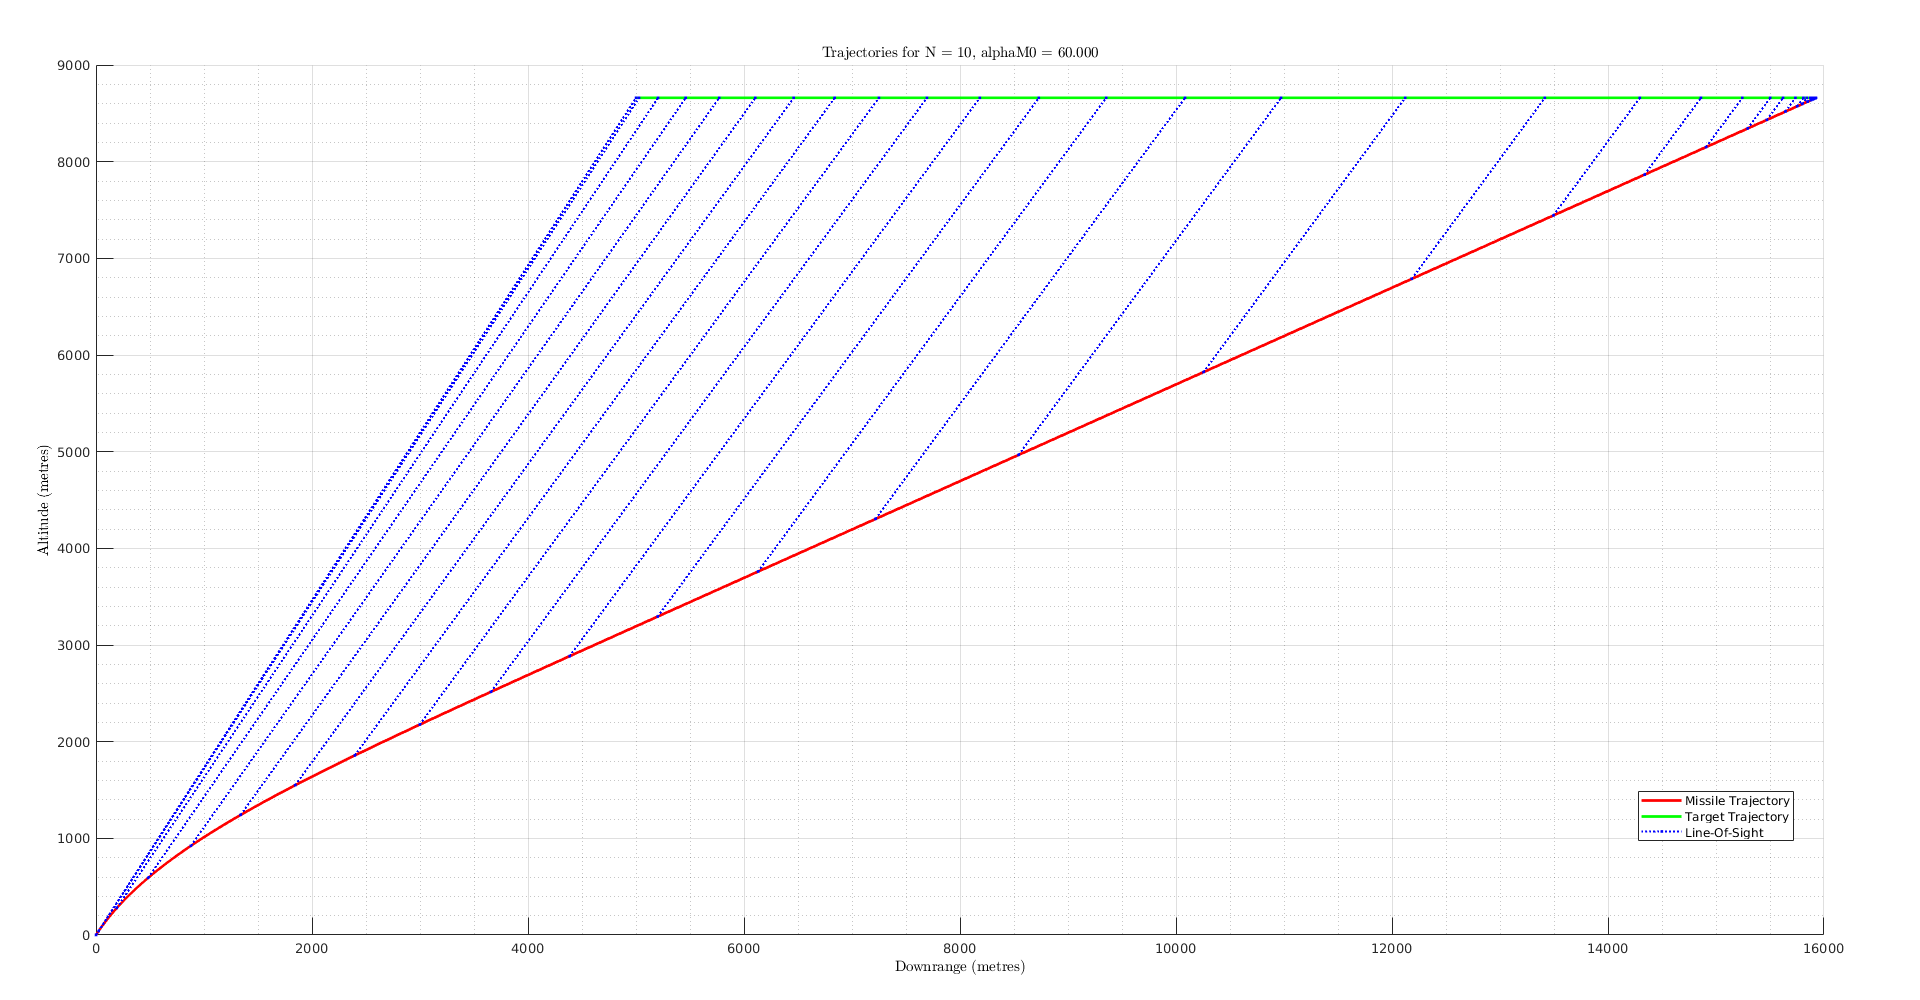 Trajectories for N = 10, alphaM0 = 60.000
9000
8000
7000
6000
5000
4000
3000
2000
1000
0
Altitude (metres)
0 2000 4000 6000 8000 10000 12000 14000 16000
Downrange (metres)
Missile Trajectory
Target Trajectory
Line-Of-Sight